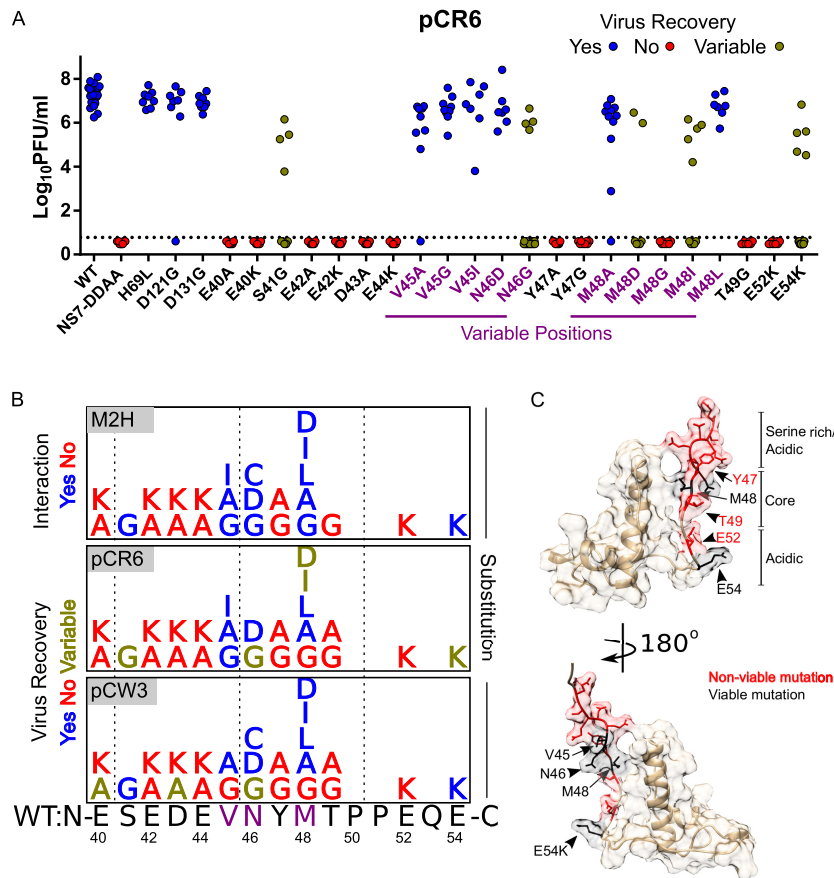 A
pCR6
Virus Recovery
Yes No Variable
Log10PFU/ml
8
6
4
2
0
WT
NS7-DDAA
H69L
D121G
D131G
E40A
E40K
S41G
E42A
E42K
D43A
E44K
V45A
V45G
V45I
N46D
N46G
Y47A
Y47G
M48A
M48D
M48G
M48I
M48L
T49G
E52K
E54K
Variable Positions
B
Interaction
Yes No
M2H
D
I
I C L
K K K K A D A A
A G A A A G G G G G K K
Virus Recovery
Yes No Variable
pCR6
D
I
I L
K K K K A D A A A
A G A A A G G G G G K K
pCW3
D
I
C L
K K K K A D A A A
A G A A A G G G G G K K
Substitution
WT:N-E S E D E V N Y M T P P E Q E-C
40 42 44 46 48 50 52 54
C
Serine rich/
Acidic
Y47
M48
Core
T49
E52
Acidic
E54
180°
Non-viable mutation
Viable mutation
V45
N46
M48
E54K